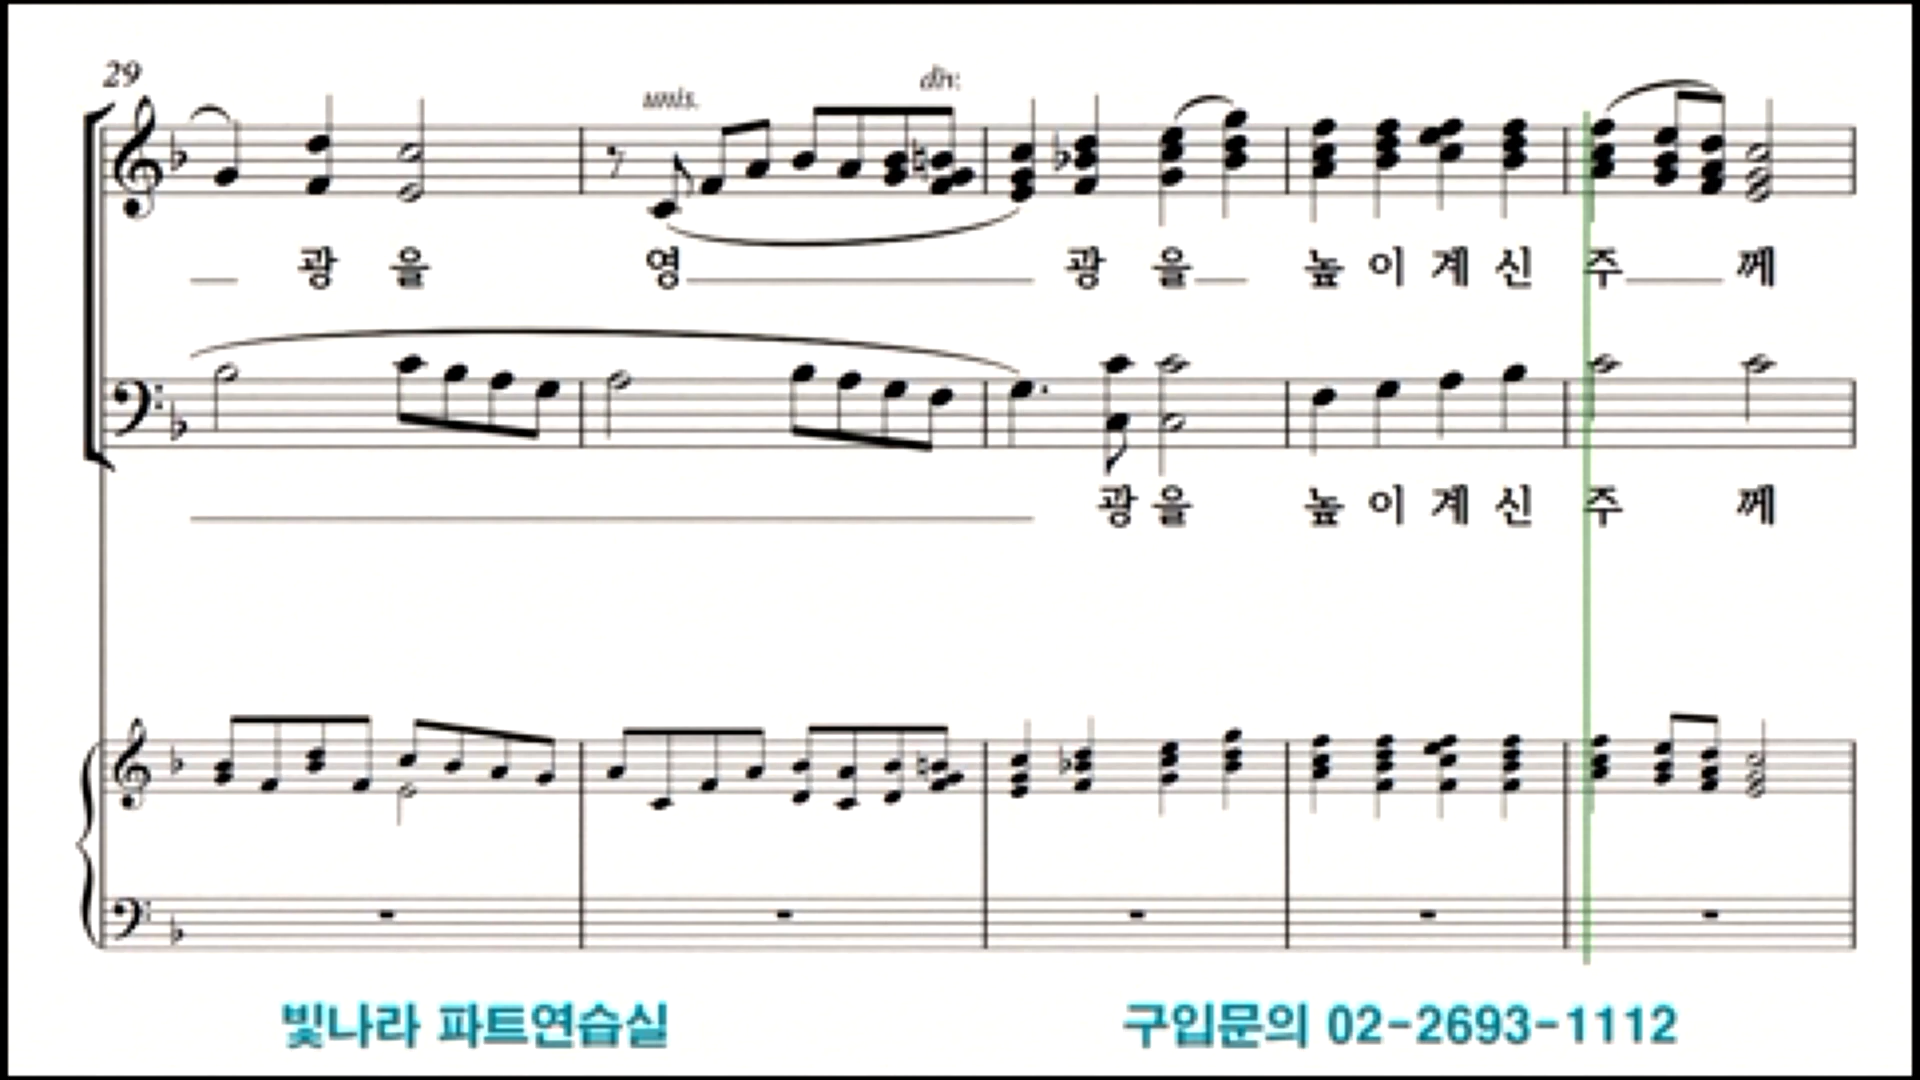 29
unis.
div.
광 을 영 광 을 높 이 계 신 주 께
광 을 높 이 계 신 주 께
빛나라 파트연습실 구입문의 02-2693-1112